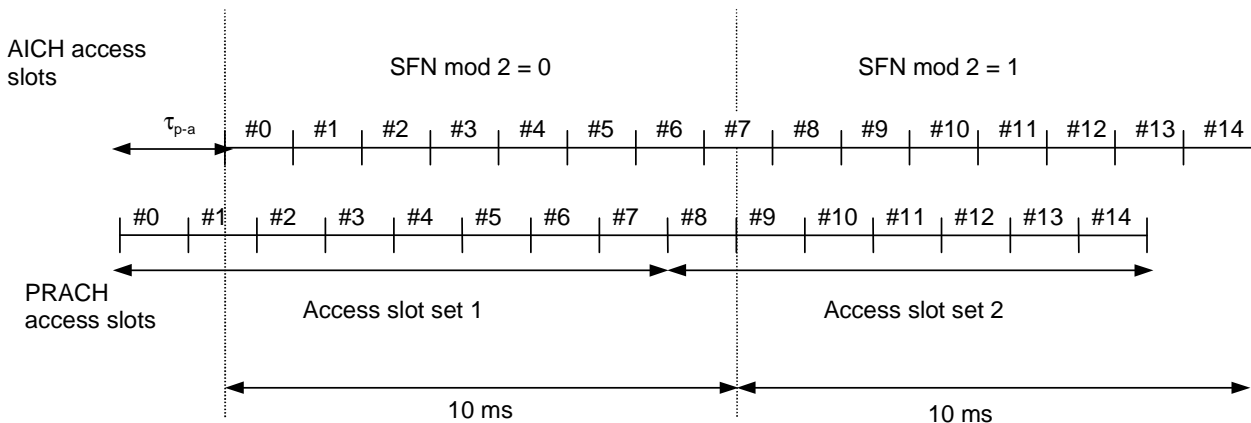 AICH access
slots
SFN mod 2 = 0
SFN mod 2 = 1
τp-a
#0 #1 #2 #3 #4 #5 #6 #7 #8 #9 #10 #11 #12 #13 #14
#0 #1 #2 #3 #4 #5 #6 #7 #8 #9 #10 #11 #12 #13 #14
PRACH
access slots
Access slot set 1
Access slot set 2
10 ms
10 ms